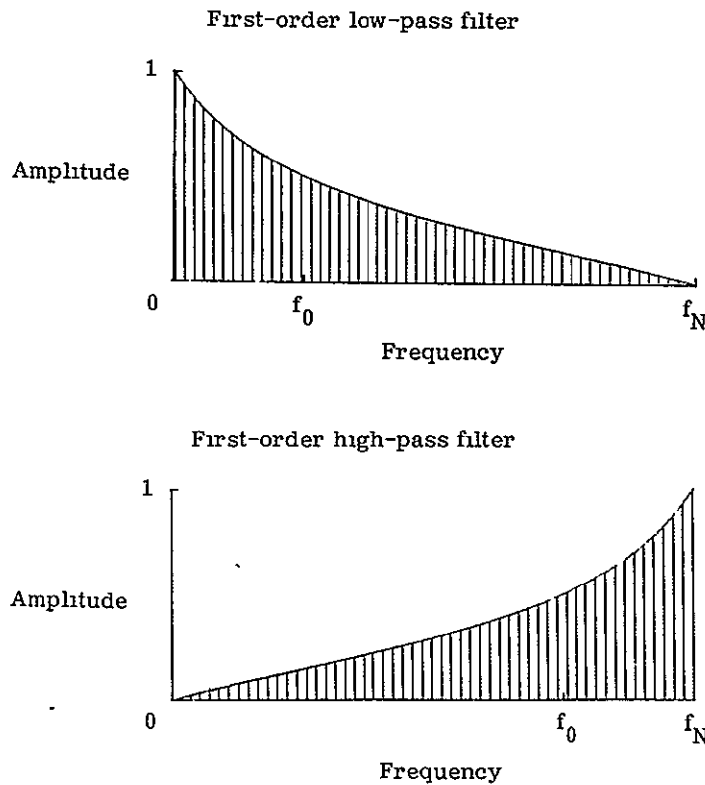 First-order low-pass filter
1
Amplitude
0
f0
fN
Frequency
First-order high-pass filter
1
Amplitude
0
f0
fN
Frequency